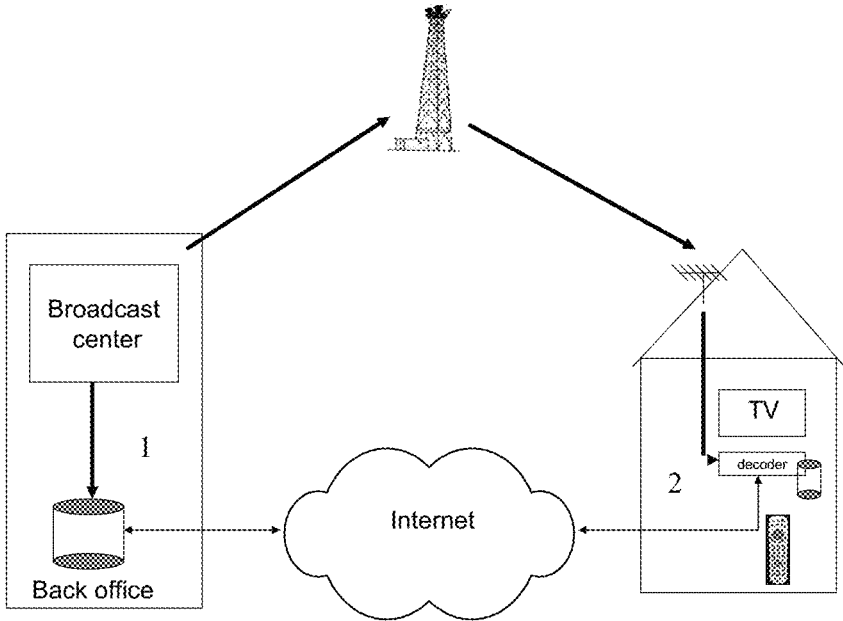 Broadcast
center
1
Back office
Internet
TV
decoder
2